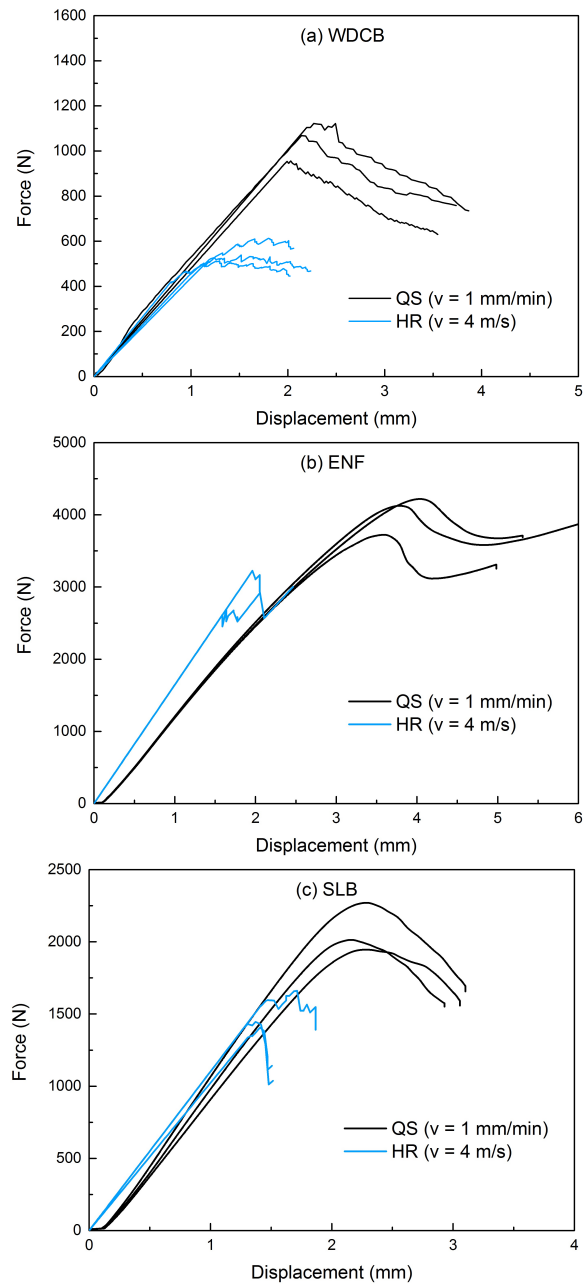 (a) WDCB
1600
1400
1200
1000
800
600
400
200
0
Force (N)
QS (v = 1 mm/min)
HR (v = 4 m/s)
0 1 2 3 4 5
Displacement (mm)
(b) ENF
5000
4000
3000
2000
1000
0
Force (N)
QS (v = 1 mm/min)
HR (v = 4 m/s)
0 1 2 3 4 5 6
Displacement (mm)
(c) SLB
2500
2000
1500
1000
500
0
Force (N)
QS (v = 1 mm/min)
HR (v = 4 m/s)
0 1 2 3 4
Displacement (mm)